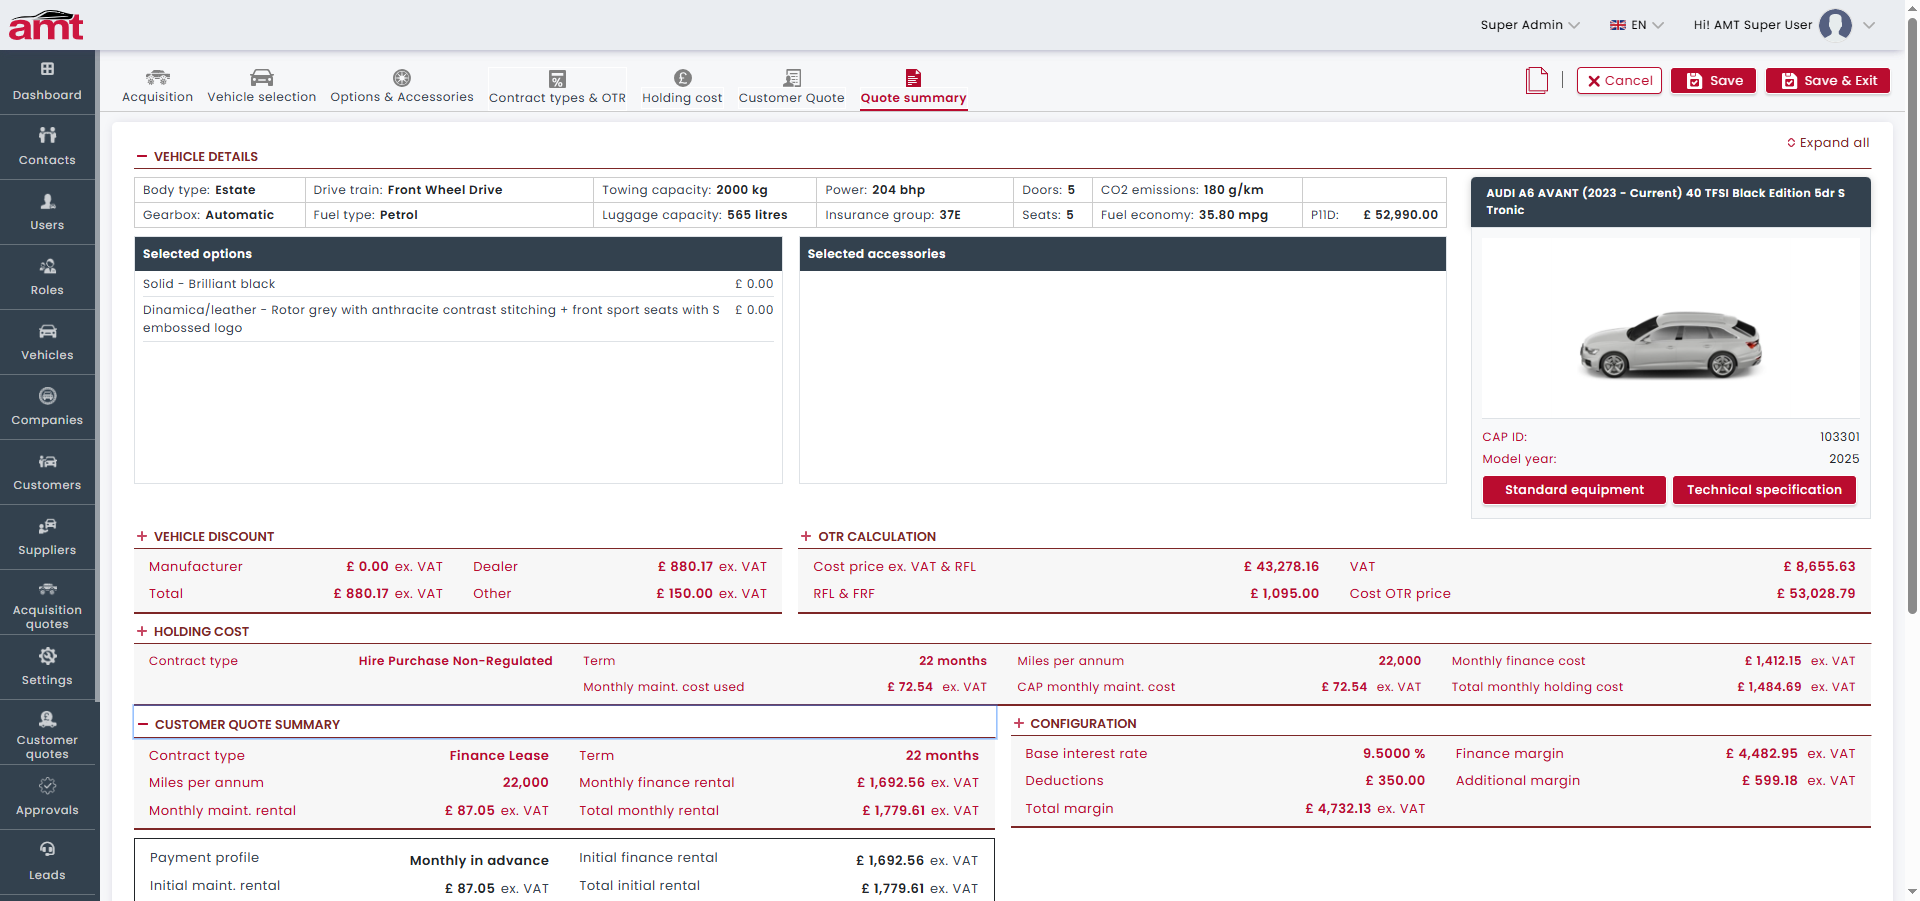 amt
Super Admin
EN
Hi! AMT Super User
Dashboard
Contacts
Users
Roles
Vehicles
Companies
Customers
Suppliers
Acquisition
quotes
Settings
Customer
quotes
Approvals
Leads
Acquisition
Vehicle selection
Options & Accessories
Contract types & OTR
Holding cost
Customer Quote
Quote summary
Cancel
Save
Save & Exit
Expand all
VEHICLE DETAILS
Body type: Estate Drive train: Front Wheel Drive Towing capacity: 2000 kg Power: 204 bhp Doors: 5 CO2 emissions: 180 g/km
Gearbox: Automatic Fuel type: Petrol Luggage capacity: 565 litres Insurance group: 37E Seats: 5 Fuel economy: 35.80 mpg P11D: £ 52,990.00
Selected options
Solid - Brilliant black £ 0.00
Dinamica/leather - Rotor grey with anthracite contrast stitching + front sport seats with S £ 0.00
embossed logo
Selected accessories
AUDI A6 AVANT (2023 - Current) 40 TFSI Black Edition 5dr S
Tronic
CAP ID: 103301
Model year: 2025
Standard equipment
Technical specification
VEHICLE DISCOUNT
Manufacturer £ 0.00 ex. VAT Dealer £ 880.17 ex. VAT
Total £ 880.17 ex. VAT Other £ 150.00 ex. VAT
OTR CALCULATION
Cost price ex. VAT & RFL £ 43,278.16 VAT £ 8,655.63
RFL & FRF £ 1,095.00 Cost OTR price £ 53,028.79
HOLDING COST
Contract type Hire Purchase Non-Regulated Term 22 months Miles per annum 22,000 Monthly finance cost £ 1,412.15 ex. VAT
Monthly maint. cost used £ 72.54 ex. VAT CAP monthly maint. cost £ 72.54 ex. VAT Total monthly holding cost £ 1,484.69 ex. VAT
CUSTOMER QUOTE SUMMARY
Contract type Finance Lease Term 22 months
Miles per annum 22,000 Monthly finance rental £ 1,692.56 ex. VAT
Monthly maint. rental £ 87.05 ex. VAT Total monthly rental £ 1,779.61 ex. VAT
CONFIGURATION
Base interest rate 9.5000 % Finance margin £ 4,482.95 ex. VAT
Deductions £ 350.00 Additional margin £ 599.18 ex. VAT
Total margin £ 4,732.13 ex. VAT
Payment profile Monthly in advance Initial finance rental £ 1,692.56 ex. VAT
Initial maint. rental £ 87.05 ex. VAT Total initial rental £ 1,779.61 ex. VAT